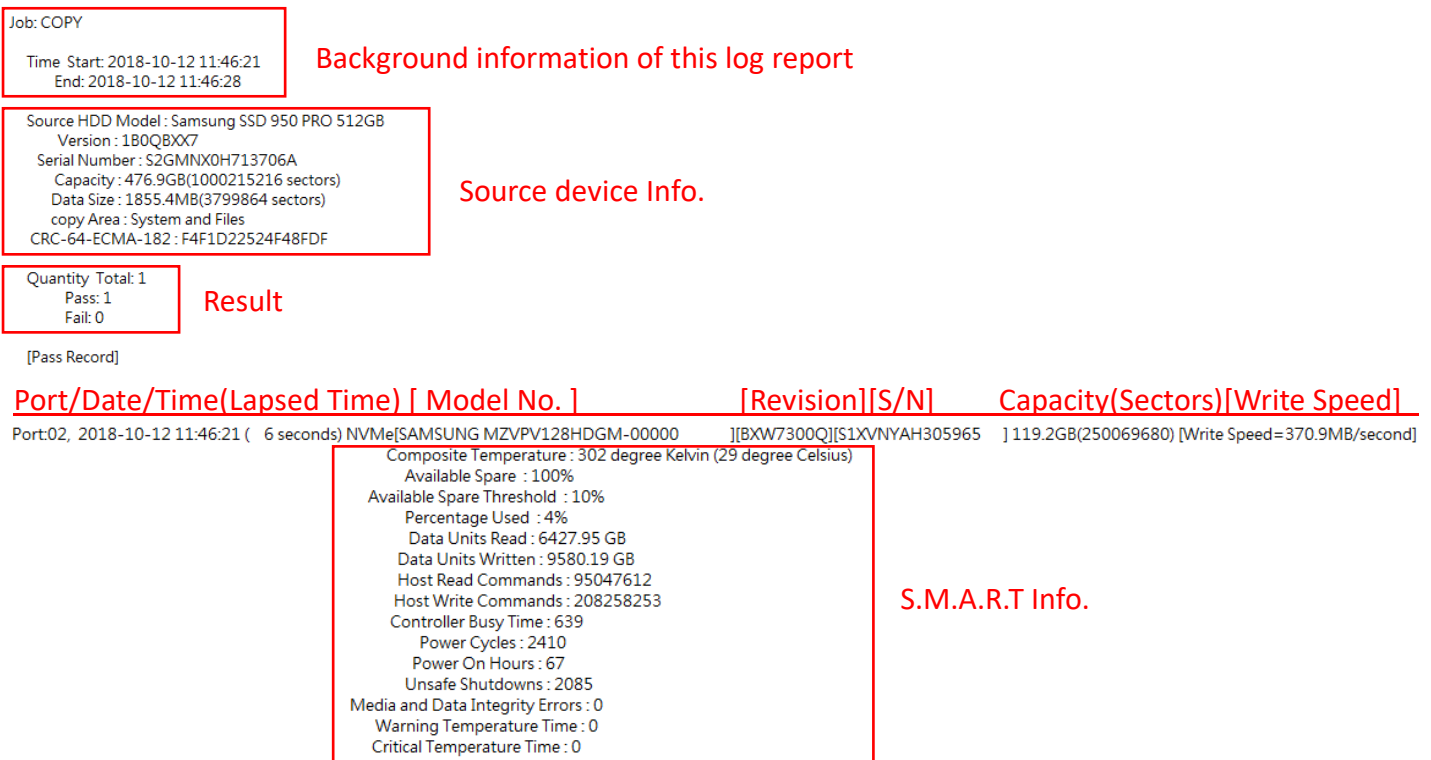 Job: COPY
Time Start: 2018-10-12 11:46:21
End: 2018-10-12 11:46:28
Background information of this log report
Source HDD Model : Samsung SSD 950 PRO 512GB
Version : 1B0QBXX7
Serial Number : S2GMNX0H713706A
Capacity : 476.9GB(1000215216 sectors)
Data Size : 1855.4MB(3799864 sectors)
copy Area : System and Files
CRC-64-ECMA-182 : F4F1D22524F48FDF
Source device Info.
Quantity Total: 1
Pass: 1
Fail: 0
Result
[Pass Record]
Port/Date/Time(Lapsed Time) [ Model No. ] [Revision][S/N] Capacity(Sectors)[Write Speed]
Port:02, 2018-10-12 11:46:21 ( 6 seconds) NVMe[SAMSUNG MZVPV128HDGM-00000 ][BXW7300Q][S1XVNYAH305965 ] 119.2GB(250069680) [Write Speed=370.9MB/second]
Composite Temperature : 302 degree Kelvin (29 degree Celsius)
Available Spare : 100%
Available Spare Threshold : 10%
Percentage Used : 4%
Data Units Read : 6427.95 GB
Data Units Written : 9580.19 GB
Host Read Commands : 95047612
Host Write Commands : 208258253
Controller Busy Time : 639
Power Cycles : 2410
Power On Hours : 67
Unsafe Shutdowns : 2085
Media and Data Integrity Errors : 0
Warning Temperature Time : 0
Critical Temperature Time : 0
S.M.A.R.T Info.